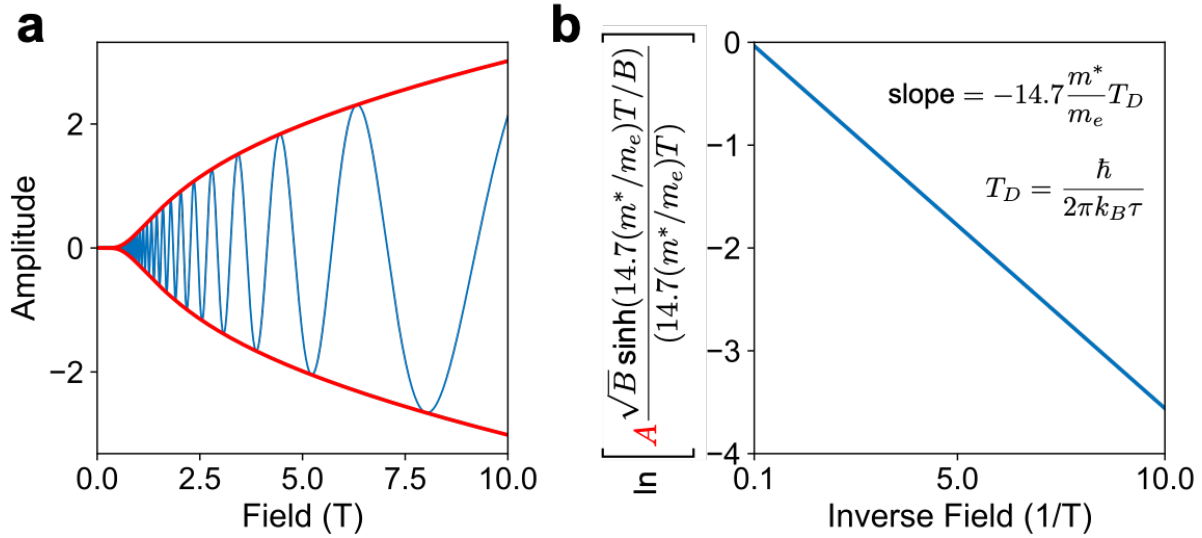 a
Amplitude
2
0
−2
0.0 2.5 5.0 7.5 10.0
Field (T)
b
ln [ A √B sinh(14.7(m*/mₑ)T/B) / (14.7(m*/mₑ)T) ]
0
−1
−2
−3
−4
slope = −14.7 m*/mₑ T_D
T_D = ℏ / 2πk_Bτ
0.1 5.0 10.0
Inverse Field (1/T)